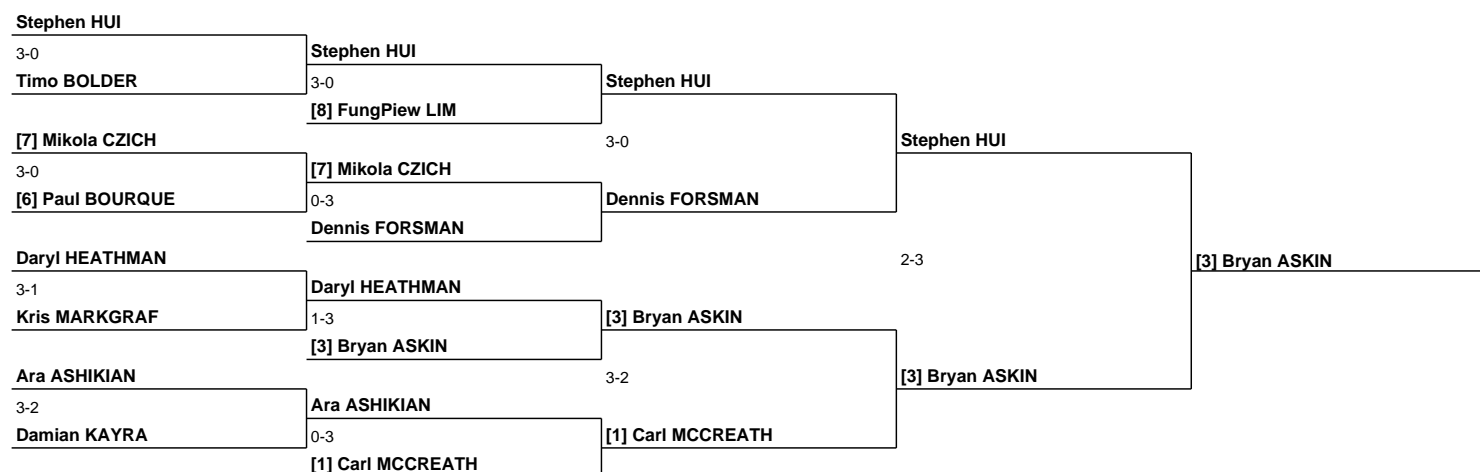 Stephen HUI
3-0
Timo BOLDER
[7] Mikola CZICH
3-0
[6] Paul BOURQUE
Daryl HEATHMAN
3-1
Kris MARKGRAF
Ara ASHIKIAN
3-2
Damian KAYRA
Stephen HUI
3-0
[8] FungPiew LIM
[7] Mikola CZICH
0-3
Dennis FORSMAN
Daryl HEATHMAN
1-3
[3] Bryan ASKIN
Ara ASHIKIAN
0-3
[1] Carl MCCREATH
Stephen HUI
3-0
Dennis FORSMAN
[3] Bryan ASKIN
3-2
[1] Carl MCCREATH
Stephen HUI
2-3
[3] Bryan ASKIN
[3] Bryan ASKIN